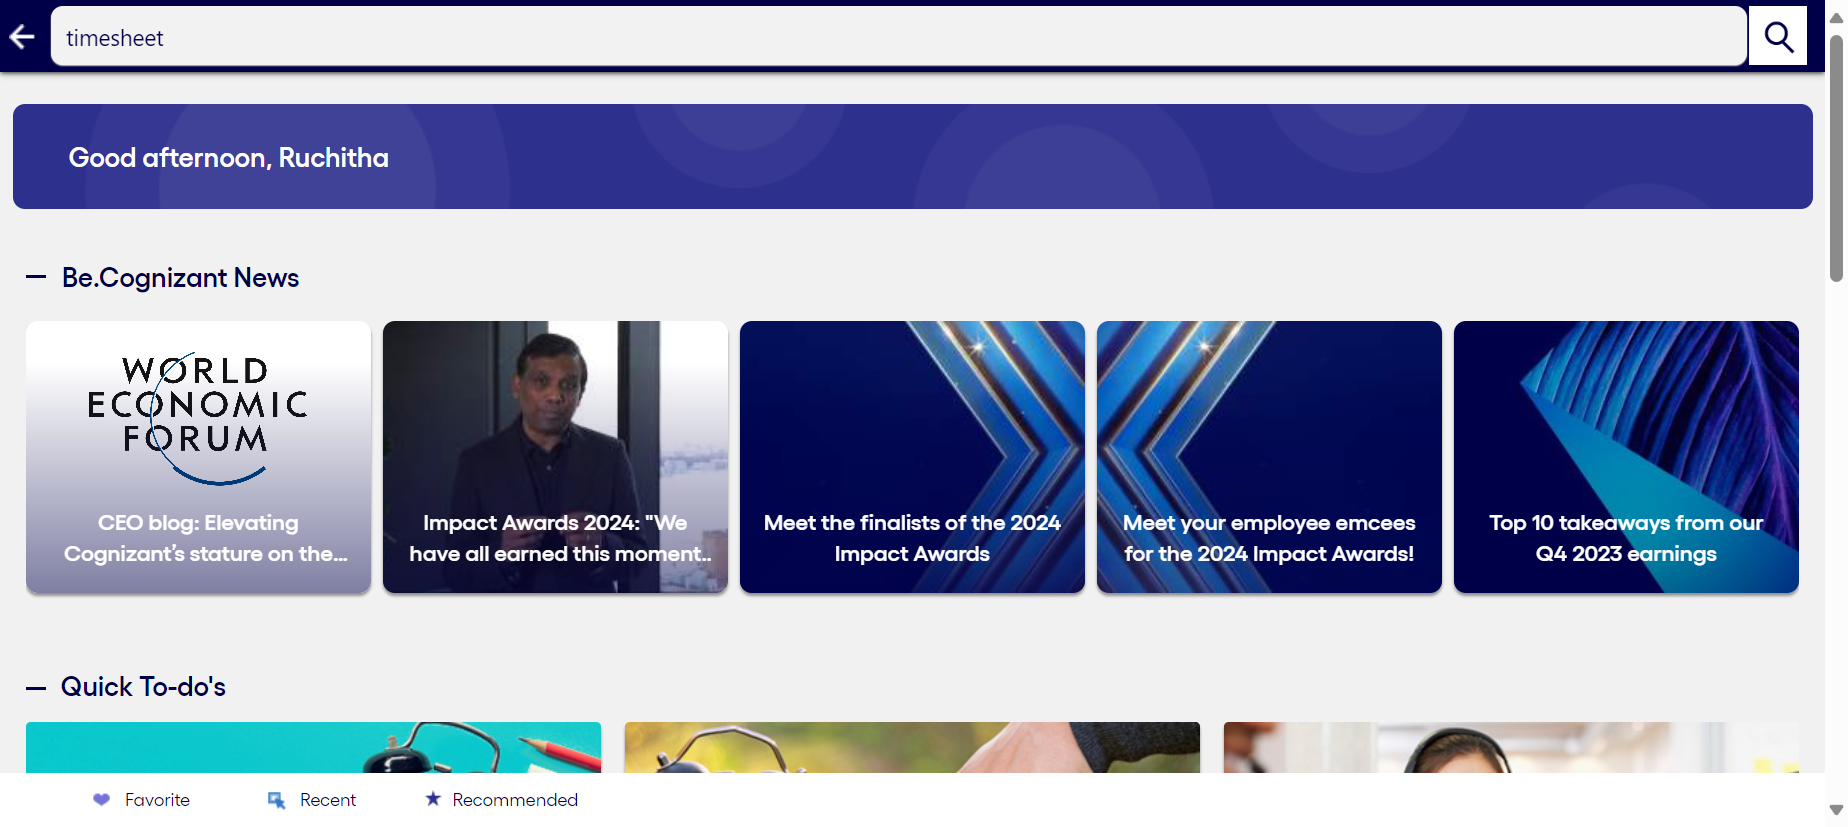 timesheet
Good afternoon, Ruchitha
Be.Cognizant News
WORLD
ECONOMIC
FORUM
CEO blog: Elevating
Cognizant’s stature on the...
Impact Awards 2024: "We
have all earned this moment...
Meet the finalists of the 2024
Impact Awards
Meet your employee emcees
for the 2024 Impact Awards!
Top 10 takeaways from our
Q4 2023 earnings
Quick To-do's
Favorite
Recent
Recommended